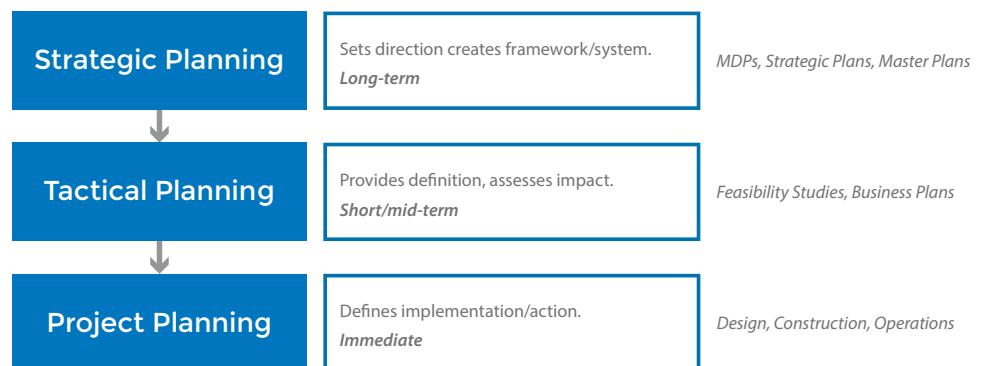 Strategic Planning
Sets direction creates framework/system.
Long-term
MDPs, Strategic Plans, Master Plans
Tactical Planning
Provides definition, assesses impact.
Short/mid-term
Feasibility Studies, Business Plans
Project Planning
Defines implementation/action.
Immediate
Design, Construction, Operations